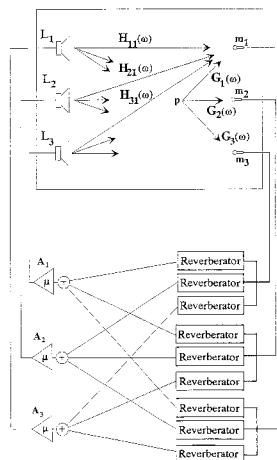 L1 H11(ω) m1
H21(ω)
L2 G1(ω)
H31(ω) p m2
G2(ω)
L3 G3(ω)
m3
Reverberator
A1
μ + Reverberator
Reverberator
Reverberator
A2
μ + Reverberator
Reverberator
Reverberator
A3
μ + Reverberator
Reverberator